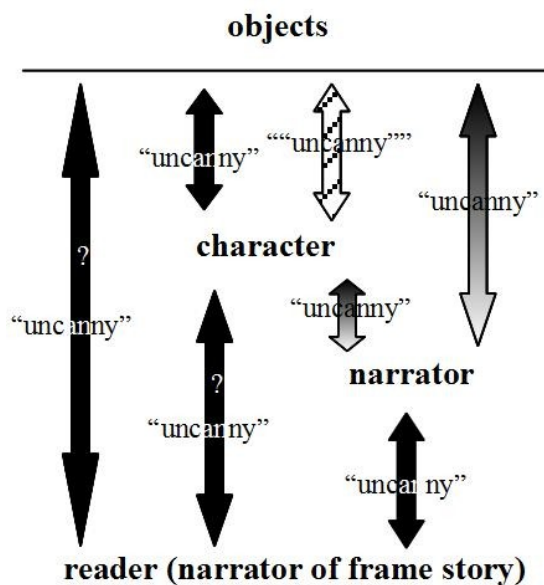 objects
“uncanny”
““uncanny””
“uncanny”
?
“uncanny”
character
“uncanny”
?
“uncanny”
narrator
“uncanny”
reader (narrator of frame story)